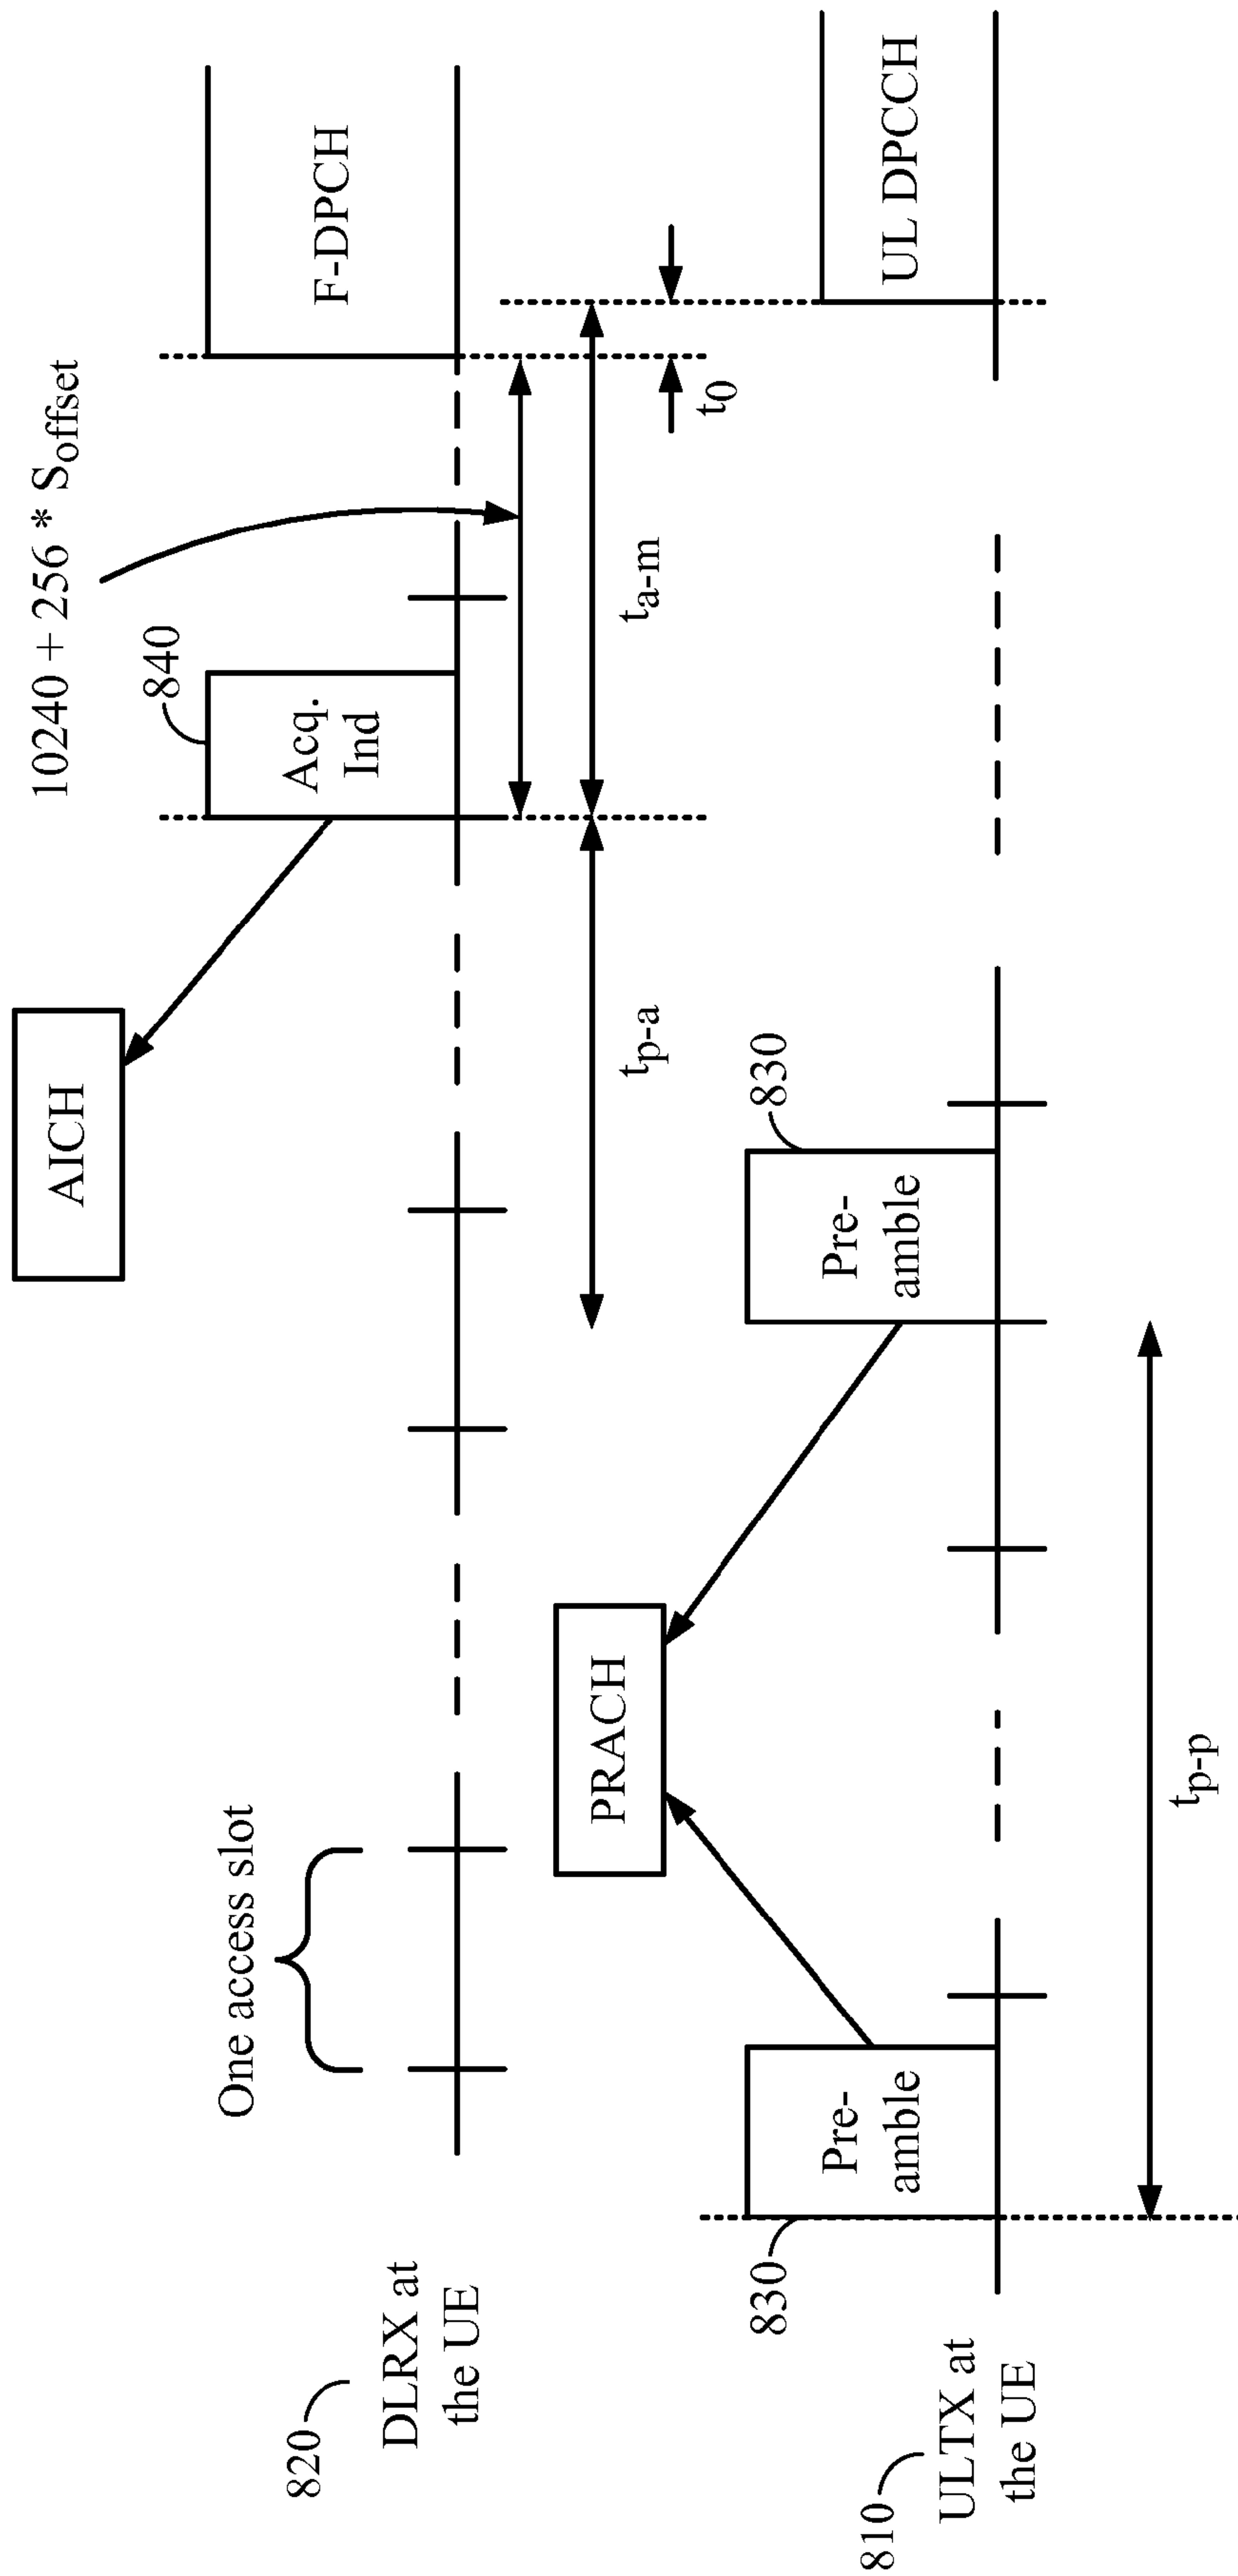 10240 + 256 * Soffset
AICH
840
Acq.
Ind
F-DPCH
One access slot
820
DLRX at
the UE
tp-a
ta-m
t0
PRACH
830
Pre-
amble
830
Pre-
amble
UL DPCCH
810
ULTX at
the UE
tp-p